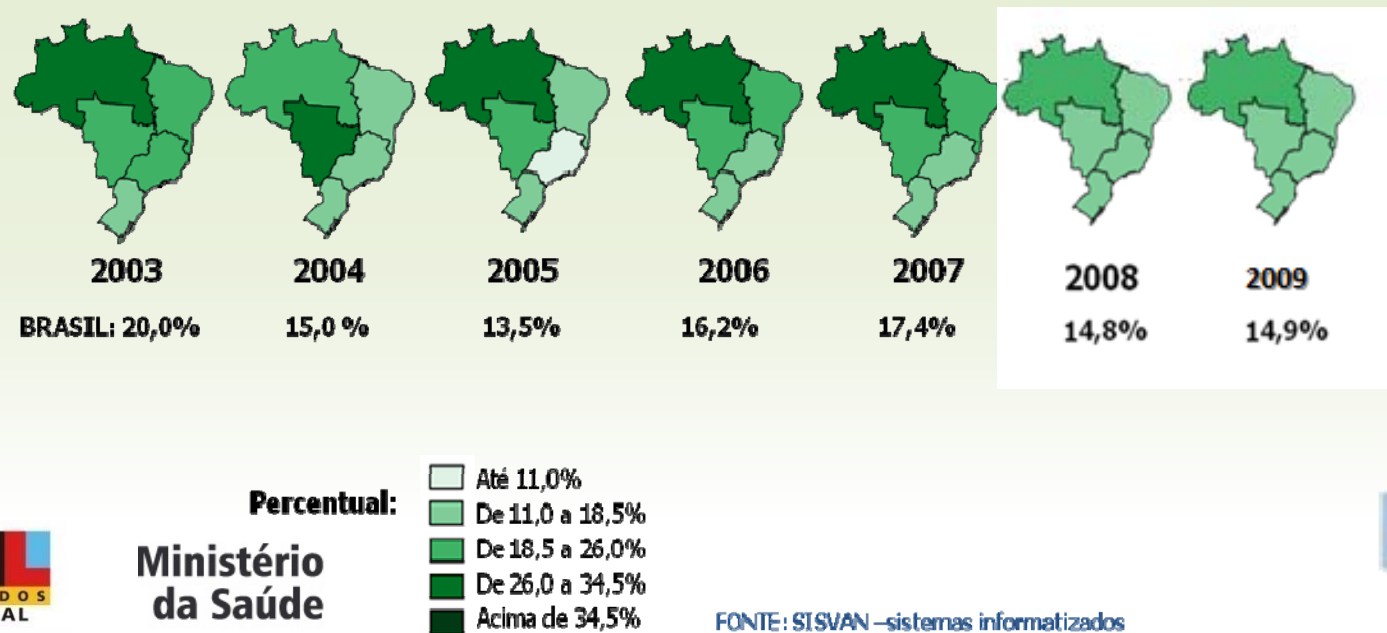 2003
2004
2005
2006
2007
2008
2009
BRASIL: 20,0%
15,0 %
13,5%
16,2%
17,4%
14,8%
14,9%
Percentual:
Até 11,0%
De 11,0 a 18,5%
De 18,5 a 26,0%
De 26,0 a 34,5%
Acima de 34,5%
Ministério
da Saúde
FONTE: SISVAN –sistemas informatizados